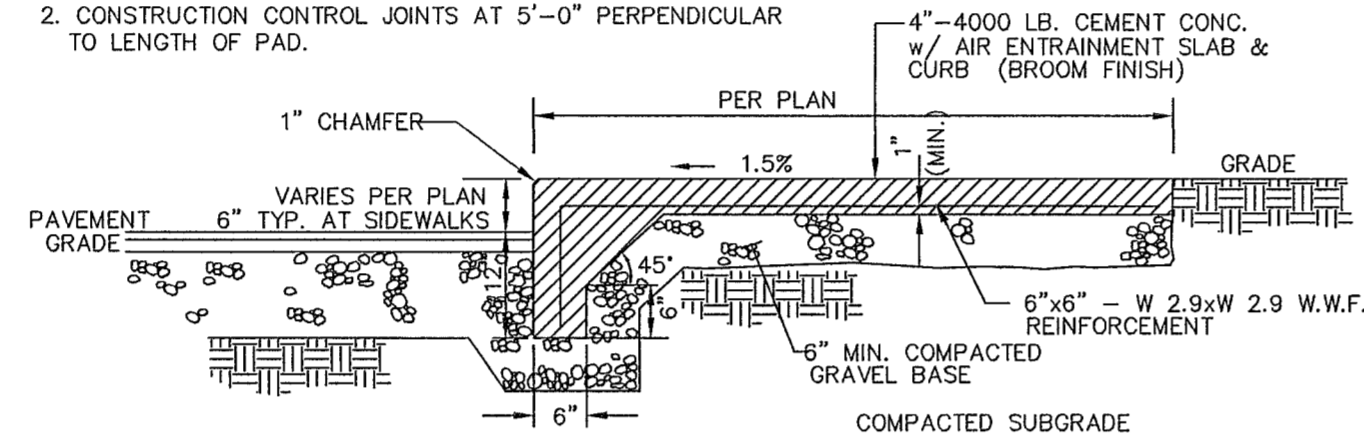 2. CONSTRUCTION CONTROL JOINTS AT 5'-0" PERPENDICULAR
TO LENGTH OF PAD.
4"-4000 LB. CEMENT CONC.
w/ AIR ENTRAINMENT SLAB &
CURB (BROOM FINISH)
PER PLAN
1" CHAMFER
1"
(MIN.)
1.5%
GRADE
VARIES PER PLAN
6" TYP. AT SIDEWALKS
PAVEMENT
GRADE
12"
45°
6"
6"x6" - W 2.9xW 2.9 W.W.F.
REINFORCEMENT
6" MIN. COMPACTED
GRAVEL BASE
6"
COMPACTED SUBGRADE